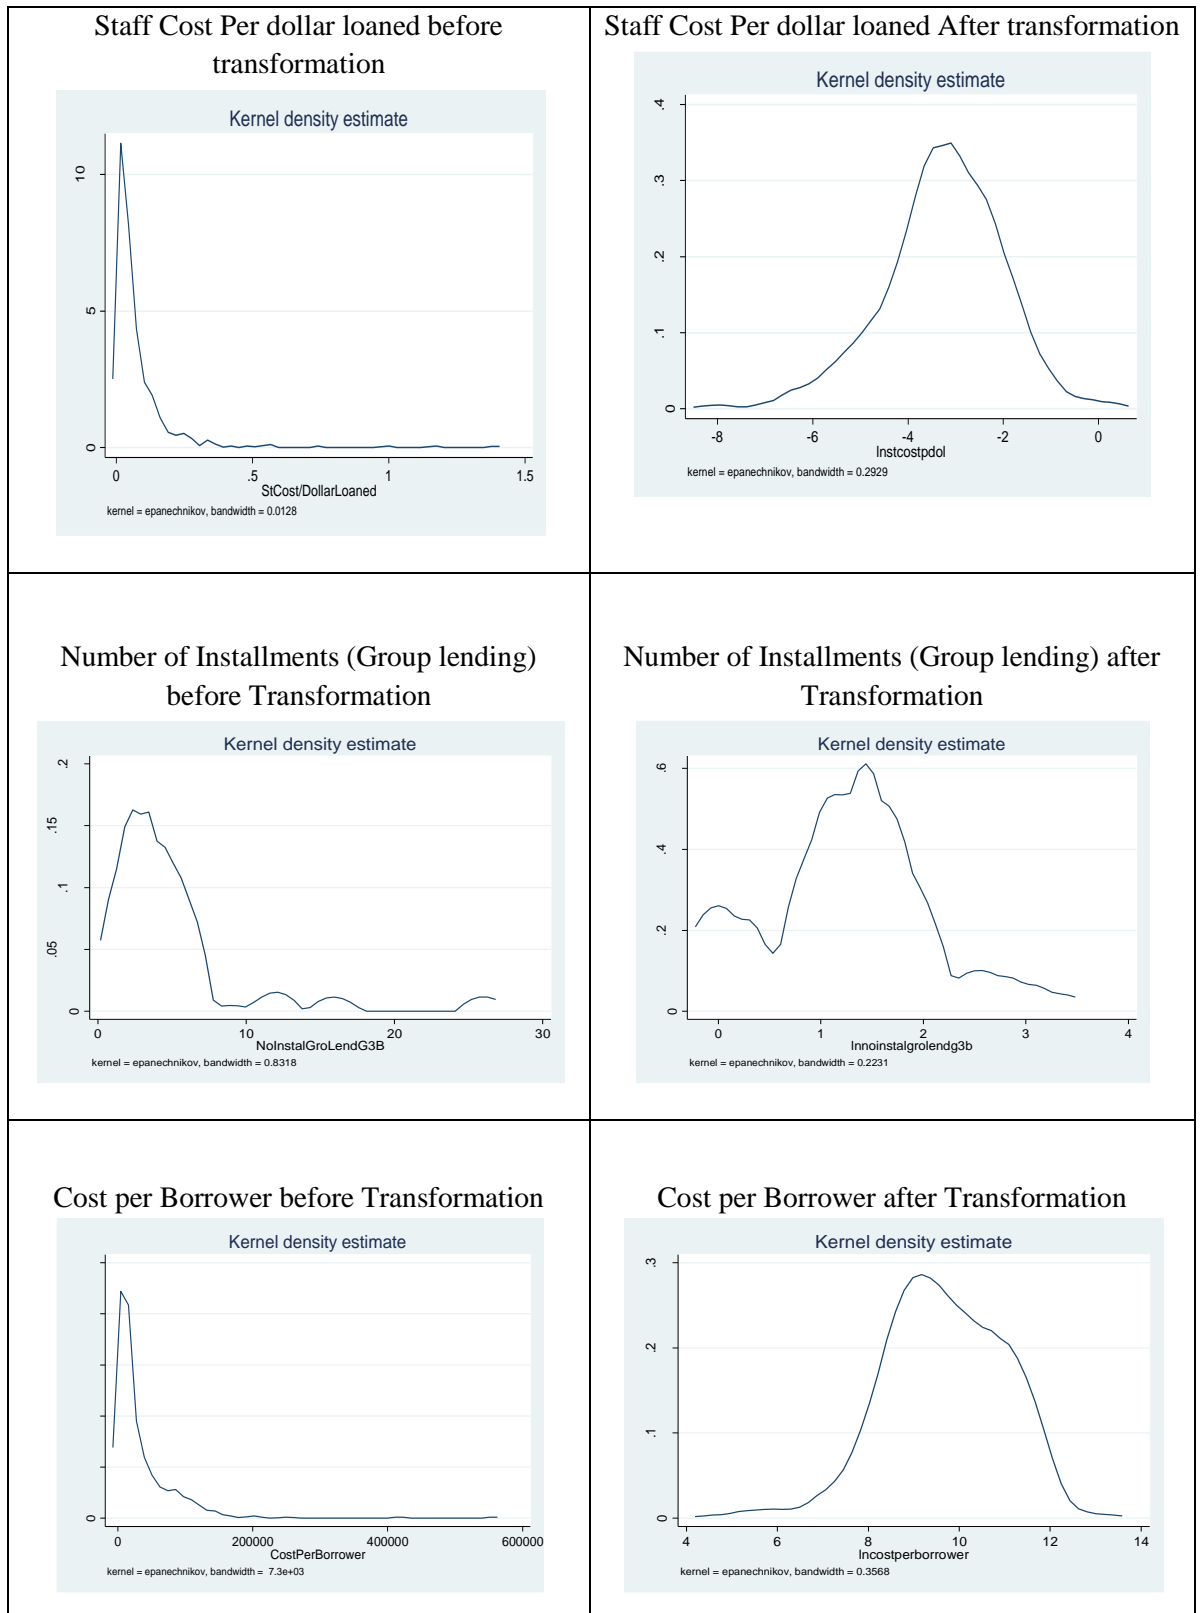 Staff Cost Per dollar loaned before
transformation
Kernel density estimate
10
5
0
0 .5 1 1.5
StCost/DollarLoaned
kernel = epanechnikov, bandwidth = 0.0128
Staff Cost Per dollar loaned After transformation
Kernel density estimate
.4
.3
.2
.1
0
-8 -6 -4 -2 0
lnstcostpdol
kernel = epanechnikov, bandwidth = 0.2929
Number of Installments (Group lending)
before Transformation
Kernel density estimate
.2
.15
.1
.05
0
0 10 20 30
NoInstalGroLendG3B
kernel = epanechnikov, bandwidth = 0.8318
Number of Installments (Group lending) after
Transformation
Kernel density estimate
.6
.4
.2
0
0 1 2 3 4
lnnoinstalgrolendg3b
kernel = epanechnikov, bandwidth = 0.2231
Cost per Borrower before Transformation
Kernel density estimate
0
0 200000 400000 600000
CostPerBorrower
kernel = epanechnikov, bandwidth = 7.3e+03
Cost per Borrower after Transformation
Kernel density estimate
.3
.2
.1
0
4 6 8 10 12 14
lncostperborrower
kernel = epanechnikov, bandwidth = 0.3568